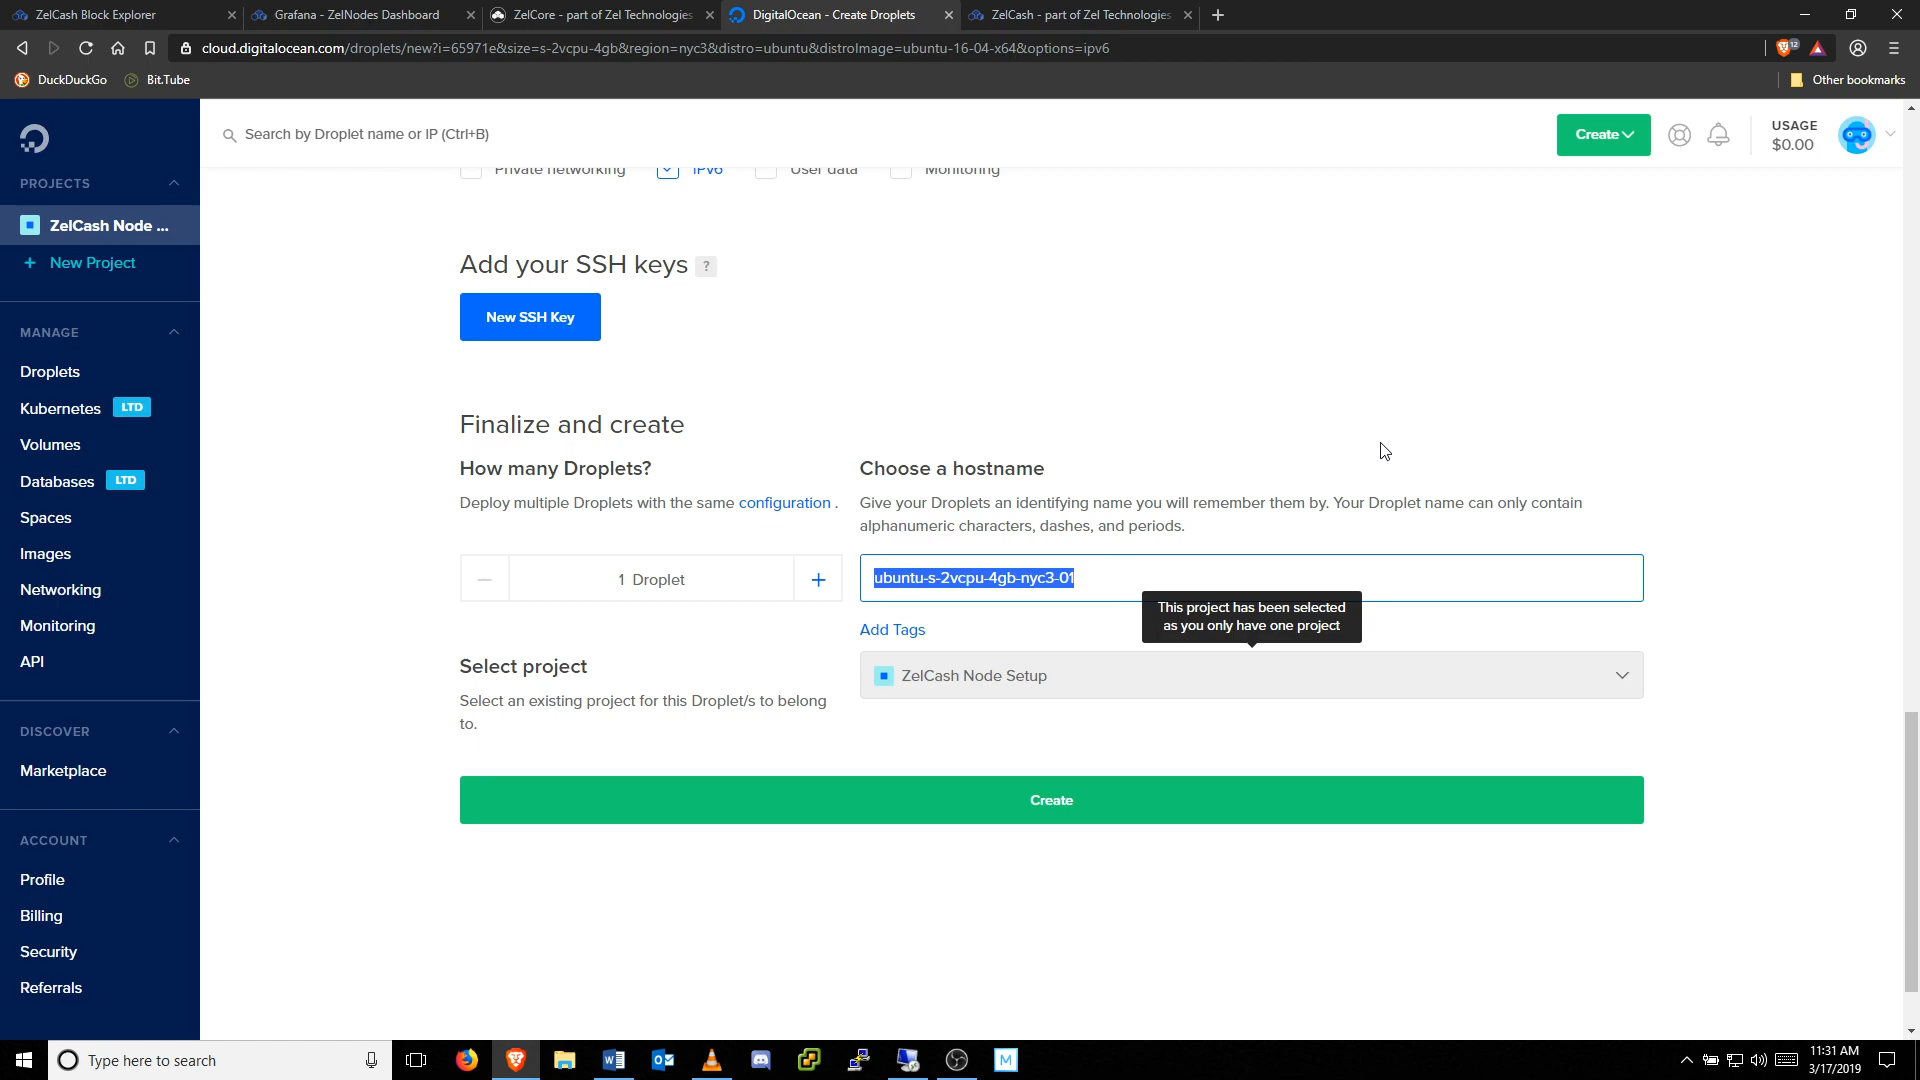 ZelCash Block Explorer
Grafana - ZelNodes Dashboard
ZelCore - part of Zel Technologies
DigitalOcean - Create Droplets
ZelCash - part of Zel Technologies
cloud.digitalocean.com/droplets/new?i=65971e&size=s-2vcpu-4gb&region=nyc3&distro=ubuntu&distroImage=ubuntu-16-04-x64&options=ipv6
12
DuckDuckGo
Bit.Tube
Other bookmarks
Search by Droplet name or IP (Ctrl+B)
Create
USAGE
$0.00
PROJECTS
ZelCash Node ...
+ New Project
MANAGE
Droplets
Kubernetes LTD
Volumes
Databases LTD
Spaces
Images
Networking
Monitoring
API
DISCOVER
Marketplace
ACCOUNT
Profile
Billing
Security
Referrals
Private networking
IPv6
User data
Monitoring
Add your SSH keys ?
New SSH Key
Finalize and create
How many Droplets?
Deploy multiple Droplets with the same configuration .
1 Droplet
Choose a hostname
Give your Droplets an identifying name you will remember them by. Your Droplet name can only contain
alphanumeric characters, dashes, and periods.
ubuntu-s-2vcpu-4gb-nyc3-01
This project has been selected
as you only have one project
Add Tags
Select project
Select an existing project for this Droplet/s to belong
to.
ZelCash Node Setup
Create
Type here to search
M
11:31 AM
3/17/2019